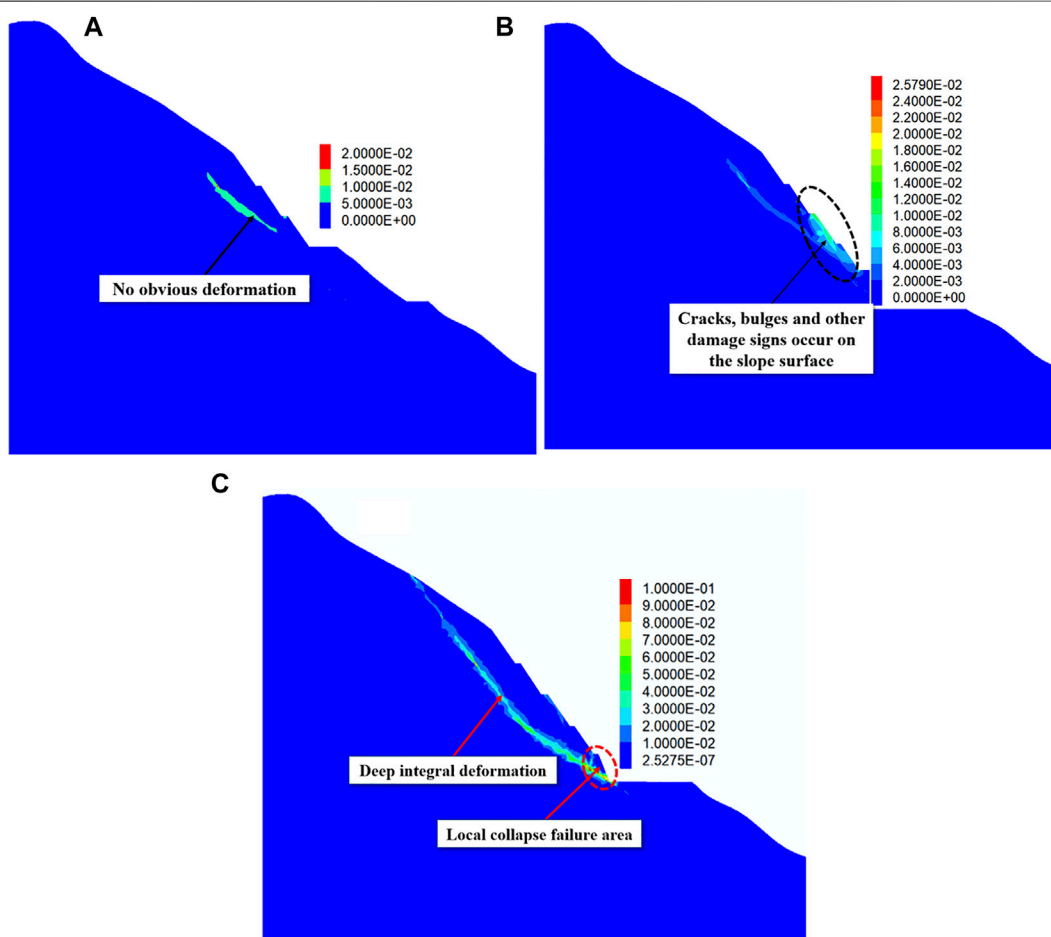 A
2.0000E-02
1.5000E-02
1.0000E-02
5.0000E-03
0.0000E+00
No obvious deformation
B
2.5790E-02
2.4000E-02
2.2000E-02
2.0000E-02
1.8000E-02
1.6000E-02
1.4000E-02
1.2000E-02
1.0000E-02
8.0000E-03
6.0000E-03
4.0000E-03
2.0000E-03
0.0000E+00
Cracks, bulges and other
damage signs occur on
the slope surface
C
1.0000E-01
9.0000E-02
8.0000E-02
7.0000E-02
6.0000E-02
5.0000E-02
4.0000E-02
3.0000E-02
2.0000E-02
1.0000E-02
2.5275E-07
Deep integral deformation
Local collapse failure area